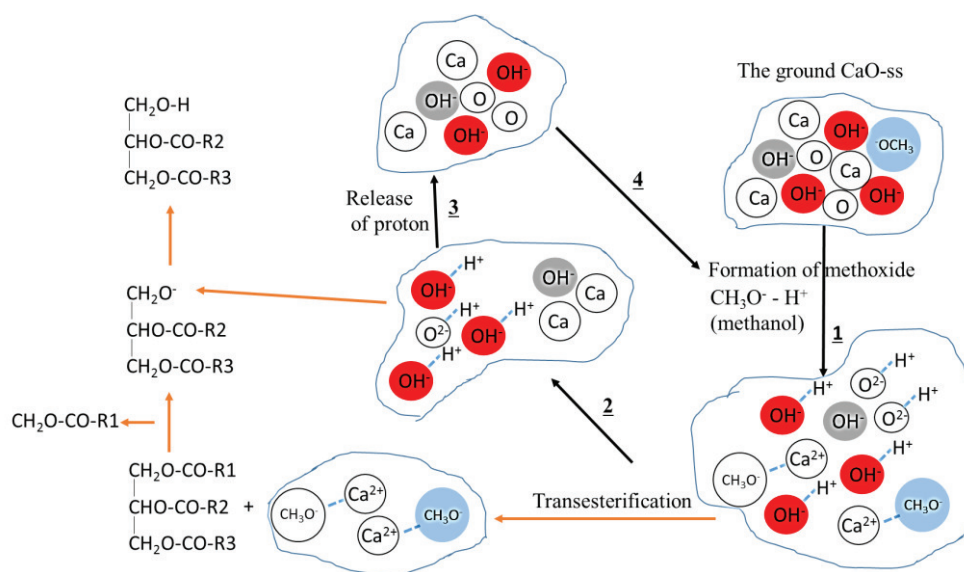 CH₂O-H
CHO-CO-R2
CH₂O-CO-R3
CH₂O⁻
CHO-CO-R2
CH₂O-CO-R3
CH₂O-CO-R1
CH₂O-CO-R1
CHO-CO-R2
CH₂O-CO-R3
+
CH₃O⁻
Ca²⁺
Ca²⁺
CH₃O⁻
Transesterification
Ca
OH⁻
OH⁻
O
O
Ca
OH⁻
Release
of proton
3
4
2
1
H⁺
OH⁻
H⁺
H⁺
O²⁻
OH⁻
H⁺
OH⁻
OH⁻
Ca
Ca
The ground CaO-ss
Ca
OH⁻
⁻OCH₃
OH⁻
O
Ca
Ca
OH⁻
O
OH⁻
Formation of methoxide
CH₃O⁻ - H⁺
(methanol)
H⁺
OH⁻
O²⁻
H⁺
H⁺
OH⁻
O²⁻
H⁺
CH₃O⁻
Ca²⁺
OH⁻
H⁺
OH⁻
Ca²⁺
CH₃O⁻